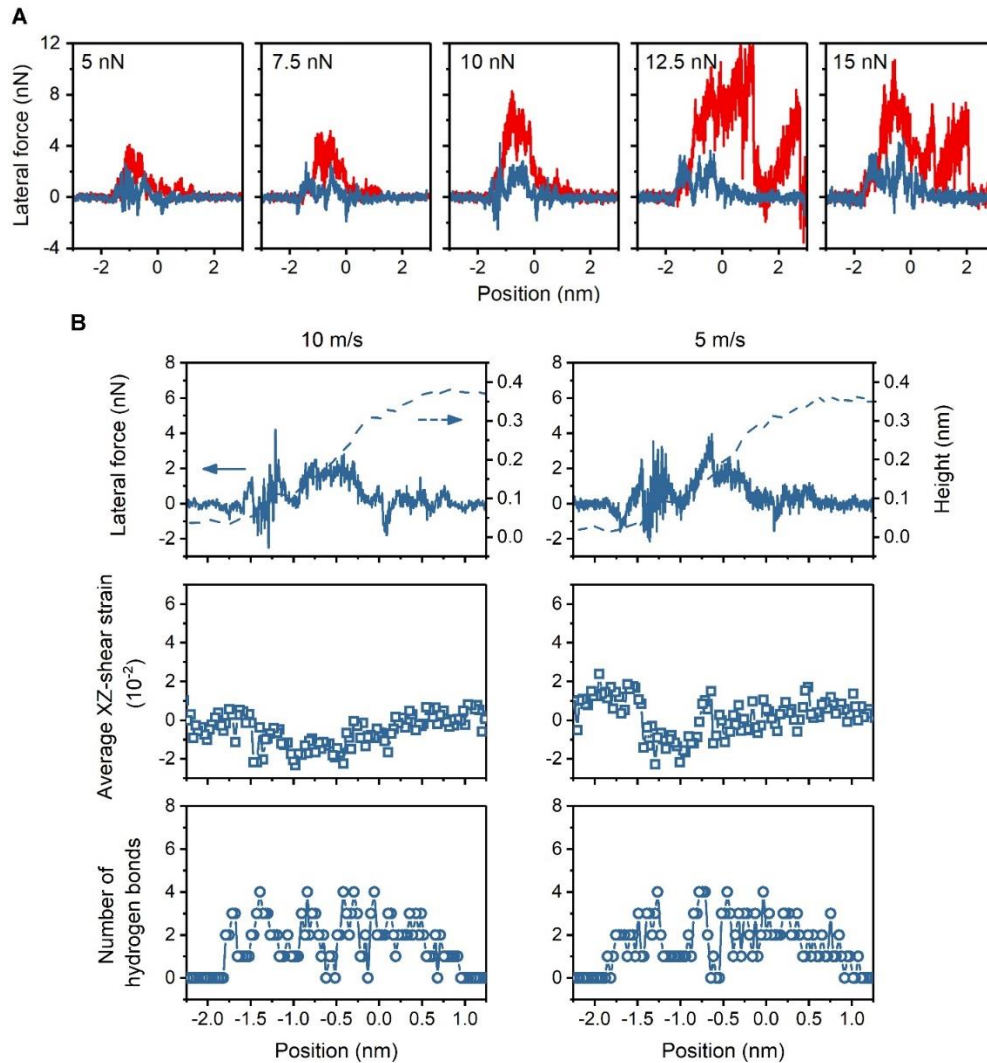 A
5 nN
7.5 nN
10 nN
12.5 nN
15 nN
Lateral force (nN)
12
8
4
0
-4
-2 0 2
-2 0 2
-2 0 2
-2 0 2
-2 0 2
Position (nm)
B
10 m/s
5 m/s
Lateral force (nN)
8
6
4
2
0
-2
0.4
0.3
0.2
0.1
0.0
8
6
4
2
0
-2
0.4
0.3
0.2
0.1
0.0
Height (nm)
Average XZ-shear strain
(10-2)
6
4
2
0
-2
6
4
2
0
-2
Number of
hydrogen bonds
8
6
4
2
0
8
6
4
2
0
-2.0 -1.5 -1.0 -0.5 0.0 0.5 1.0
-2.0 -1.5 -1.0 -0.5 0.0 0.5 1.0
Position (nm)
Position (nm)